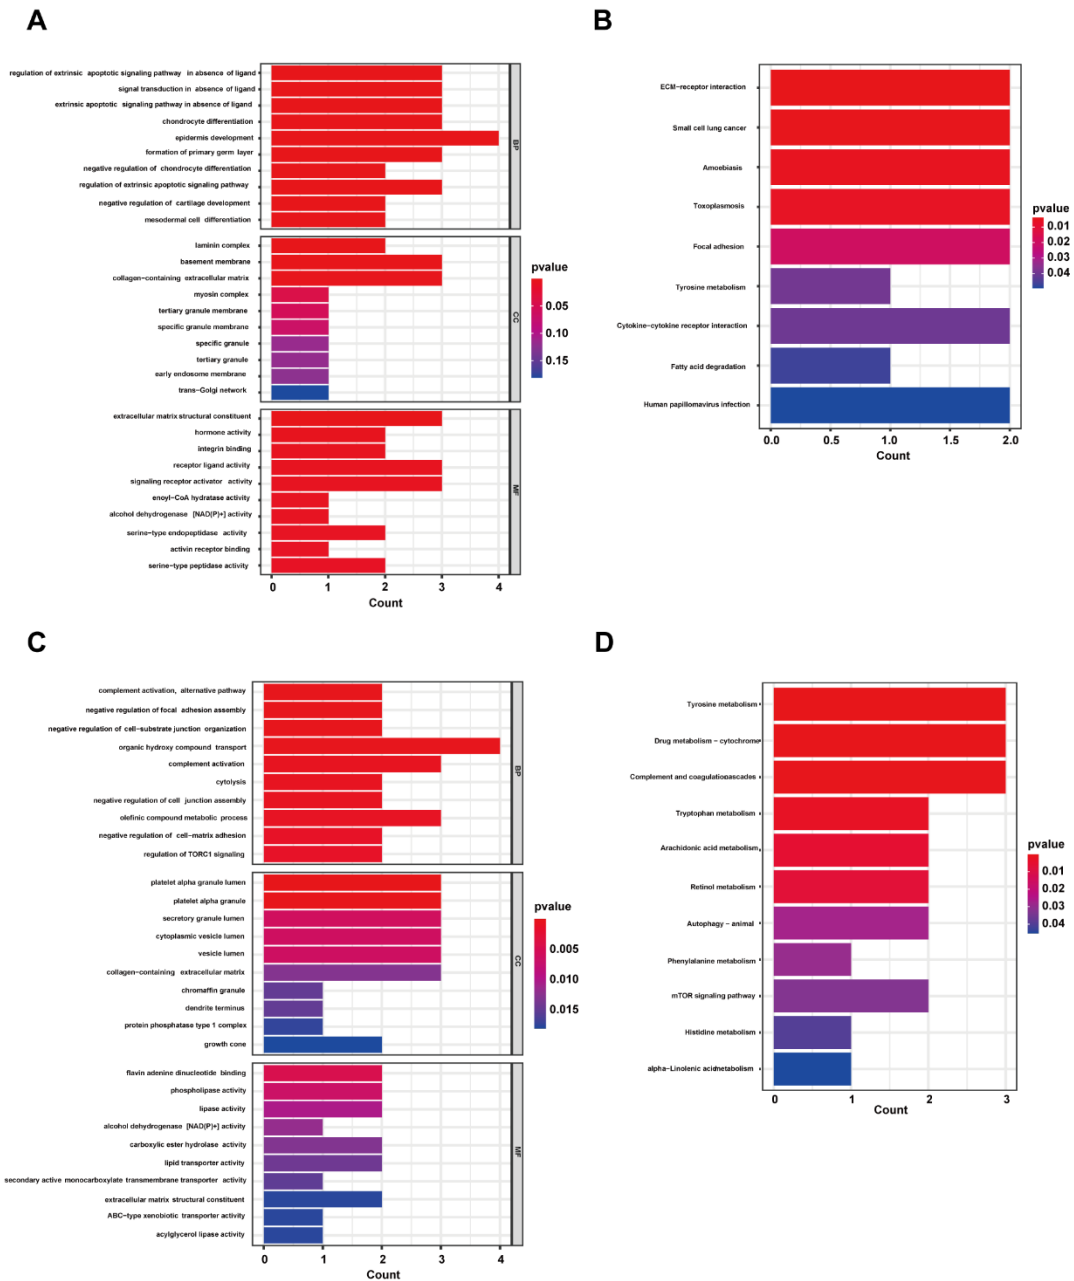 A
regulation of extrinsic apoptotic signaling pathway in absence of ligand
signal transduction in absence of ligand
extrinsic apoptotic signaling pathway in absence of ligand
chondrocyte differentiation
epidermis development
formation of primary germ layer
negative regulation of chondrocyte differentiation
regulation of extrinsic apoptotic signaling pathway
negative regulation of cartilage development
mesodermal cell differentiation
BP
laminin complex
basement membrane
collagen−containing extracellular matrix
myosin complex
tertiary granule membrane
specific granule membrane
specific granule
tertiary granule
early endosome membrane
trans−Golgi network
CC
extracellular matrix structural constituent
hormone activity
integrin binding
receptor ligand activity
signaling receptor activator activity
enoyl−CoA hydratase activity
alcohol dehydrogenase [NAD(P)+] activity
serine−type endopeptidase activity
activin receptor binding
serine−type peptidase activity
MF
0 1 2 3 4
Count
pvalue
0.05
0.10
0.15
B
ECM−receptor interaction
Small cell lung cancer
Amoebiasis
Toxoplasmosis
Focal adhesion
Tyrosine metabolism
Cytokine−cytokine receptor interaction
Fatty acid degradation
Human papillomavirus infection
0.0 0.5 1.0 1.5 2.0
Count
pvalue
0.01
0.02
0.03
0.04
C
complement activation, alternative pathway
negative regulation of focal adhesion assembly
negative regulation of cell−substrate junction organization
organic hydroxy compound transport
complement activation
cytolysis
negative regulation of cell junction assembly
olefinic compound metabolic process
negative regulation of cell−matrix adhesion
regulation of TORC1 signaling
BP
platelet alpha granule lumen
platelet alpha granule
secretory granule lumen
cytoplasmic vesicle lumen
vesicle lumen
collagen−containing extracellular matrix
chromaffin granule
dendrite terminus
protein phosphatase type 1 complex
growth cone
CC
flavin adenine dinucleotide binding
phospholipase activity
lipase activity
alcohol dehydrogenase [NAD(P)+] activity
carboxylic ester hydrolase activity
lipid transporter activity
secondary active monocarboxylate transmembrane transporter activity
extracellular matrix structural constituent
ABC−type xenobiotic transporter activity
acylglycerol lipase activity
MF
0 1 2 3 4
Count
pvalue
0.005
0.010
0.015
D
Tyrosine metabolism
Drug metabolism − cytochrome
Complement and coagulationascades
Tryptophan metabolism
Arachidonic acid metabolism
Retinol metabolism
Autophagy − animal
Phenylalanine metabolism
mTOR signaling pathway
Histidine metabolism
alpha−Linolenic acidmetabolism
0 1 2 3
Count
pvalue
0.01
0.02
0.03
0.04